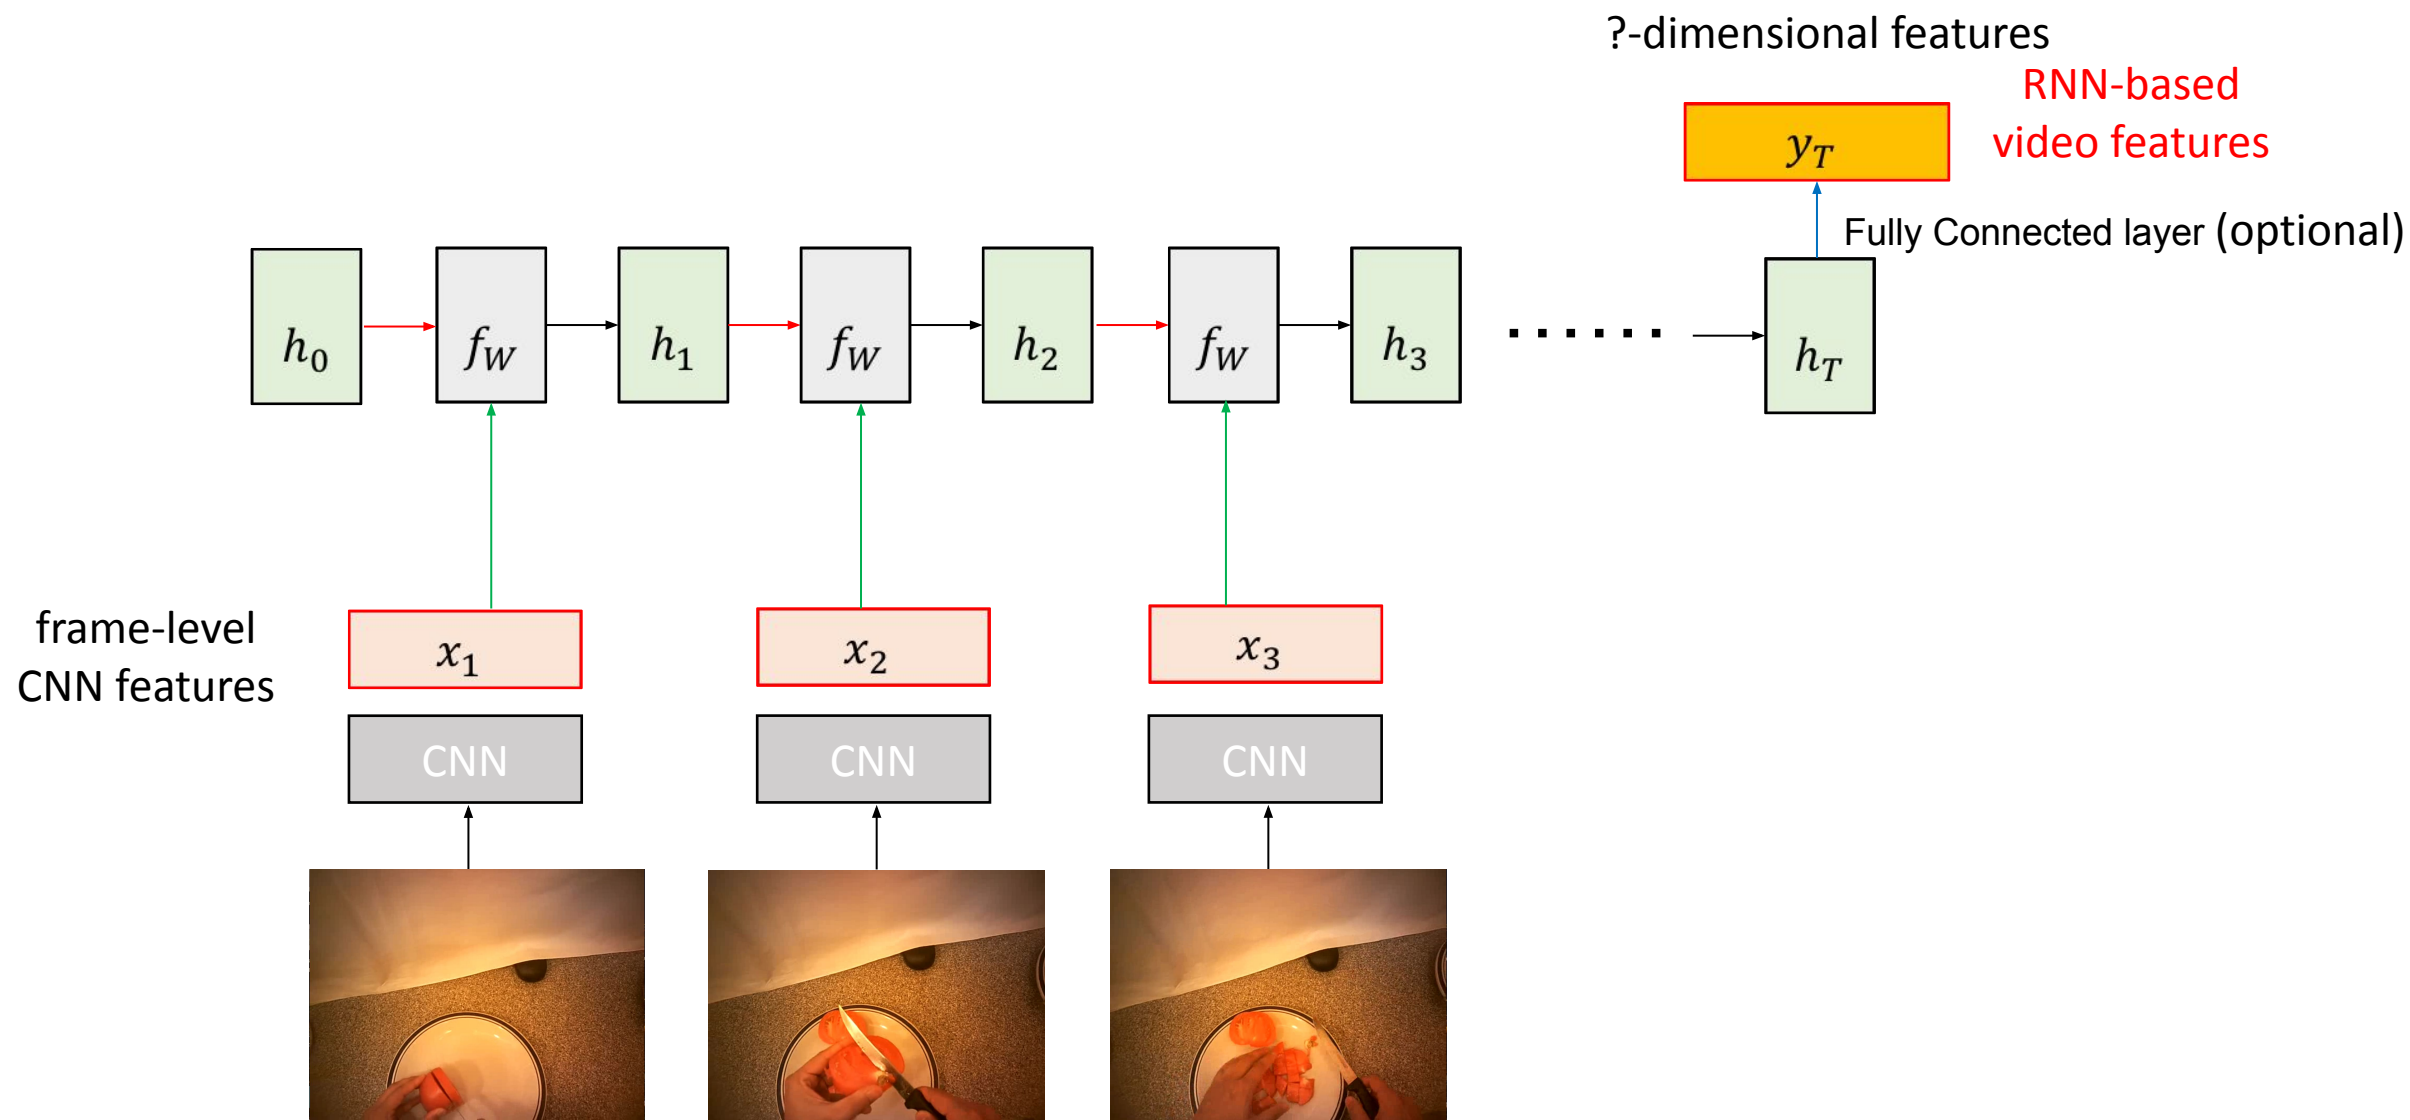 ?-dimensional features
RNN-based
video features
y_T
Fully Connected layer (optional)
h_0
f_W
h_1
f_W
h_2
f_W
h_3
......
h_T
frame-level
CNN features
x_1
x_2
x_3
CNN
CNN
CNN